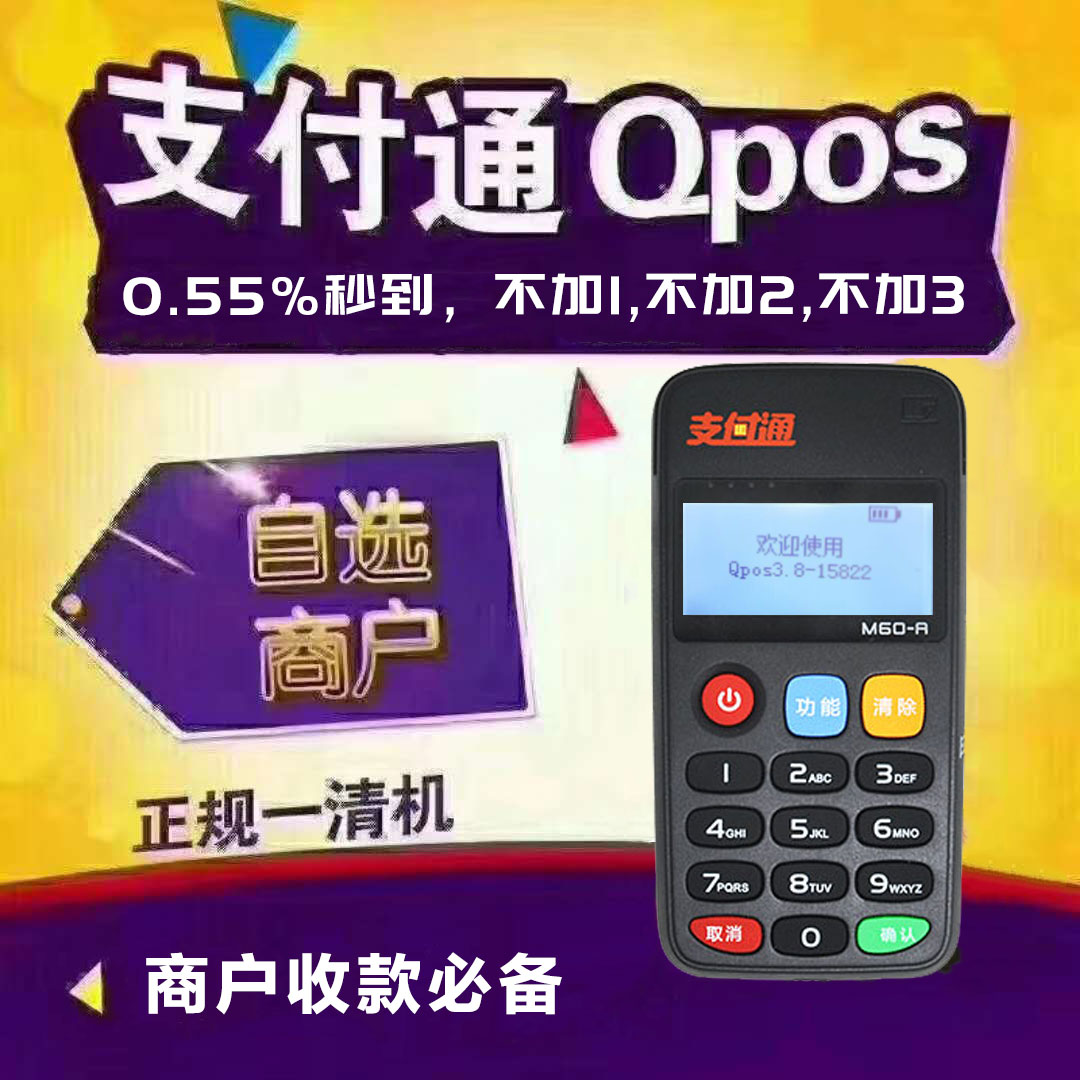 支付通Qpos
0.55%秒到，不加1,不加2,不加3
自选
商户
正规一清机
商户收款必备
支付通
欢迎使用
Qpos3.8-15822
M60-A
功能
清除
1
2ABC
3DEF
4GHI
5JKL
6MNO
7PQRS
8TUV
9WXYZ
取消
0
确认